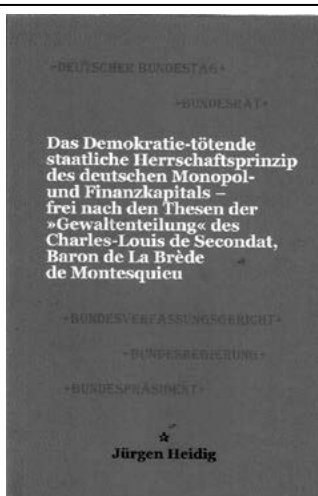 »DEUTSCHER BUNDESTAG«
»BUNDESRAT«
Das Demokratie-tötende
staatliche Herrschaftsprinzip
des deutschen Monopol-
und Finanzkapitals –
frei nach den Thesen der
»Gewaltenteilung« des
Charles-Louis de Secondat,
Baron de La Brède
de Montesquieu
»BUNDESVERFASSUNGSGERICHT«
»BUNDESREGIERUNG«
»BUNDESPRÄSIDENT«
Jürgen Heidig